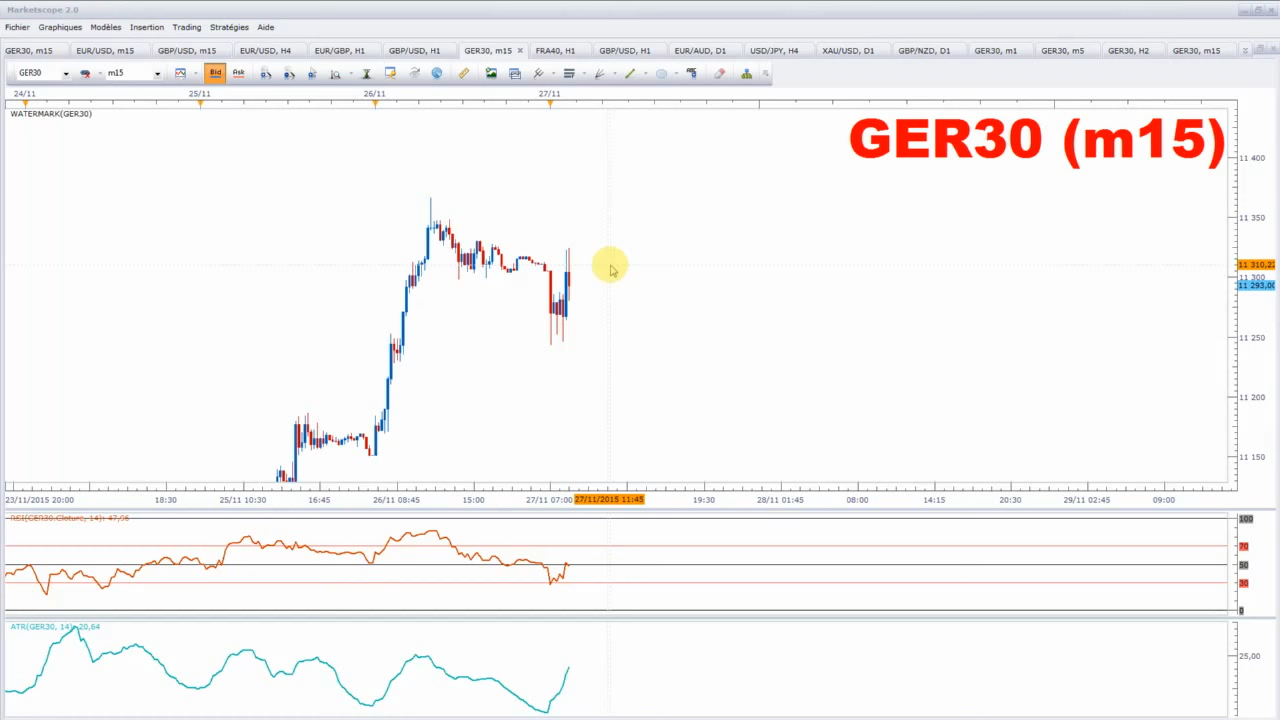 Marketscope 2.0
Fichier Graphiques Modèles Insertion Trading Stratégies Aide
GER30, m15 EUR/USD, m15 GBP/USD, m15 EUR/USD, H4 EUR/GBP, H1 GBP/USD, H1 GER30, m15 FRA40, H1 GBP/USD, H1 EUR/AUD, D1 USD/JPY, H4 XAU/USD, D1 GBP/NZD, D1 GER30, m1 GER30, m5 GER30, H2 GER30, m15
GER30 m15 Bid Ask
24/11 25/11 26/11 27/11
WATERMARK(GER30)
GER30 (m15)
11 400
11 350
11 310,22
11 300
11 293,00
11 250
11 200
11 150
23/11/2015 20:00 18:30 25/11 10:30 16:45 26/11 08:45 15:00 27/11 07:00 27/11/2015 11:45 19:30 28/11 01:45 08:00 14:15 20:30 29/11 02:45 09:00
RSI(GER30.Cloture, 14): 47,96
100
70
50
30
0
ATR(GER30, 14): 20,64
25,00